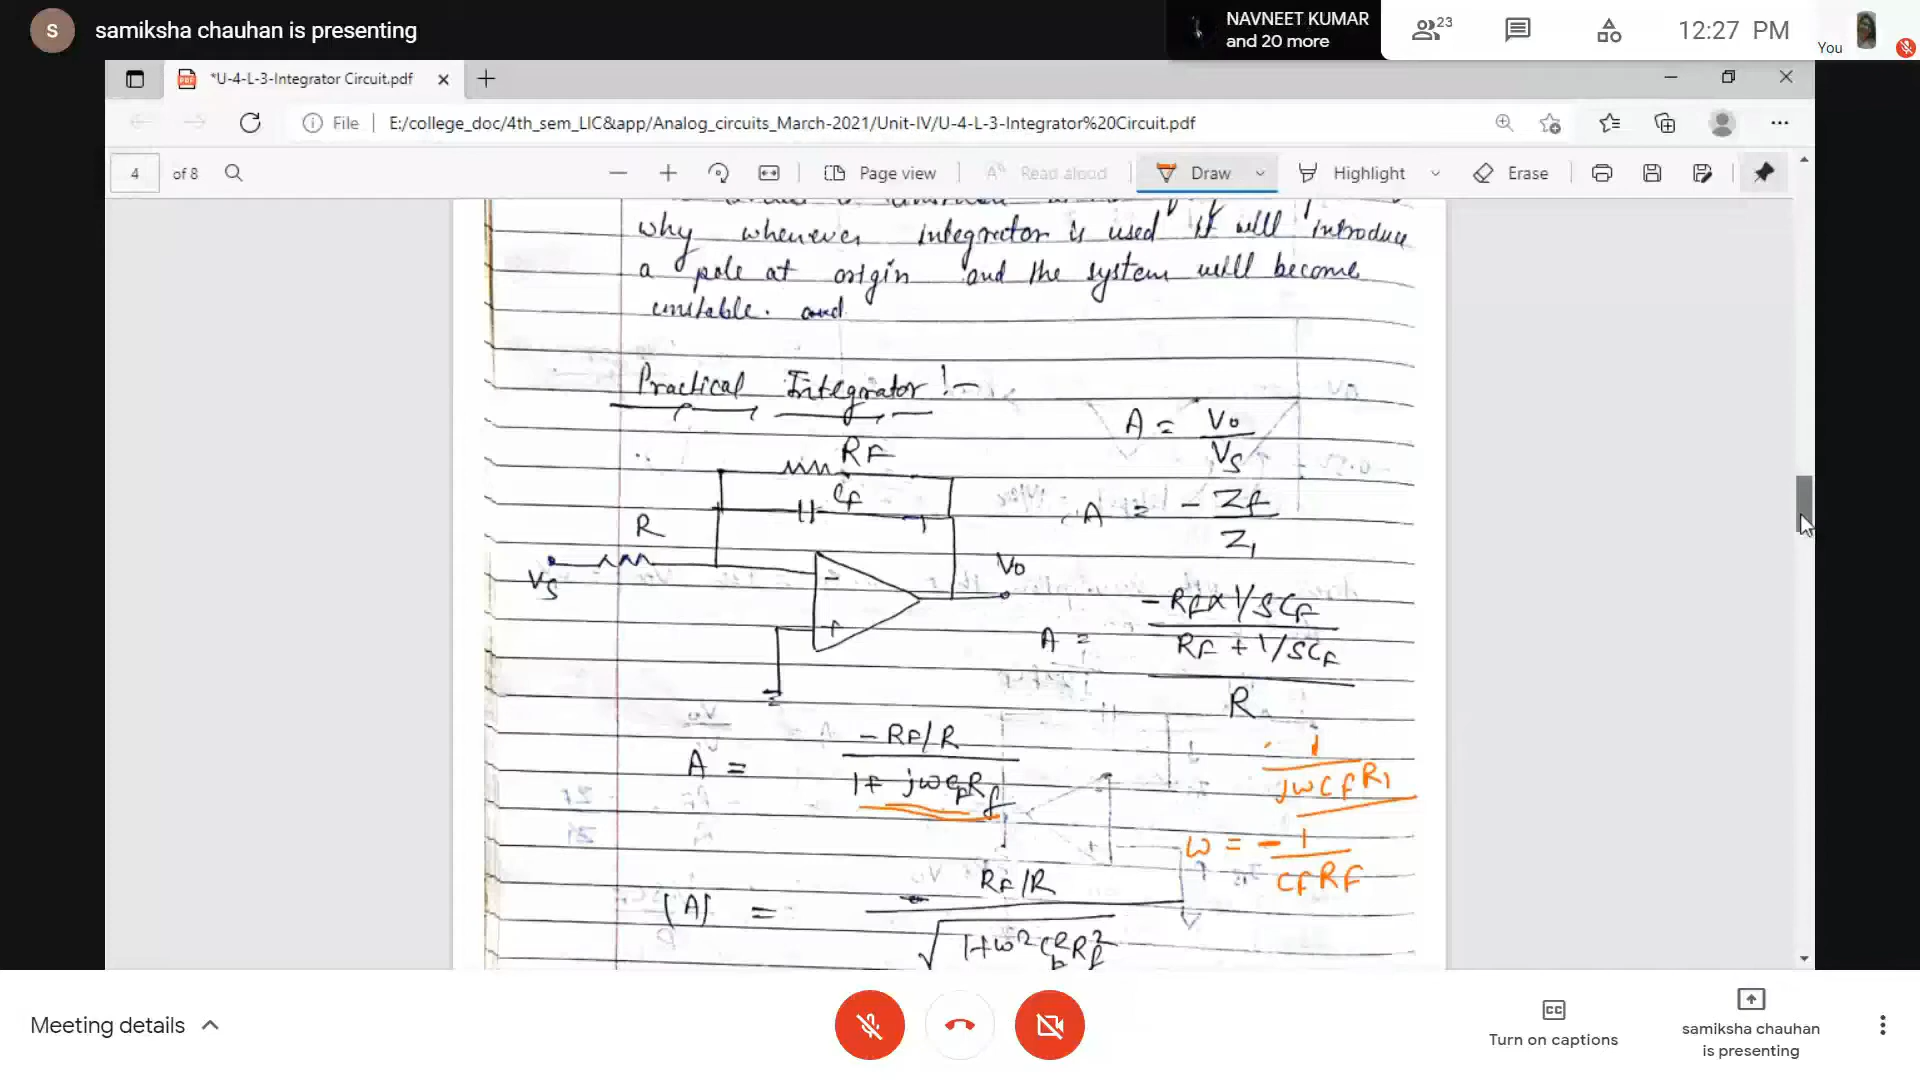 S samiksha chauhan is presenting
NAVNEET KUMAR
and 20 more
23
12:27 PM
You
*U-4-L-3-Integrator Circuit.pdf
File E:/college_doc/4th_sem_LIC&app/Analog_circuits_March-2021/Unit-IV/U-4-L-3-Integrator%20Circuit.pdf
4 of 8 Page view Read aloud Draw Highlight Erase
why whenever integrator is used it will introduce
a pole at origin and the system will become
unstable. and
Practical Integrator !-
A = Vo/Vs
RF
CF
R
A = - ZF/Z1
Vs
Vo
- +
A = -RF x 1/SCF / RF + 1/SCF / R
A = -RF/R / 1+ jwCFRf
1 / jwCFR1
w = - 1 / CFRF
|A| = RF/R / √1+w²CF²Rf²
Meeting details
CC
Turn on captions
samiksha chauhan
is presenting